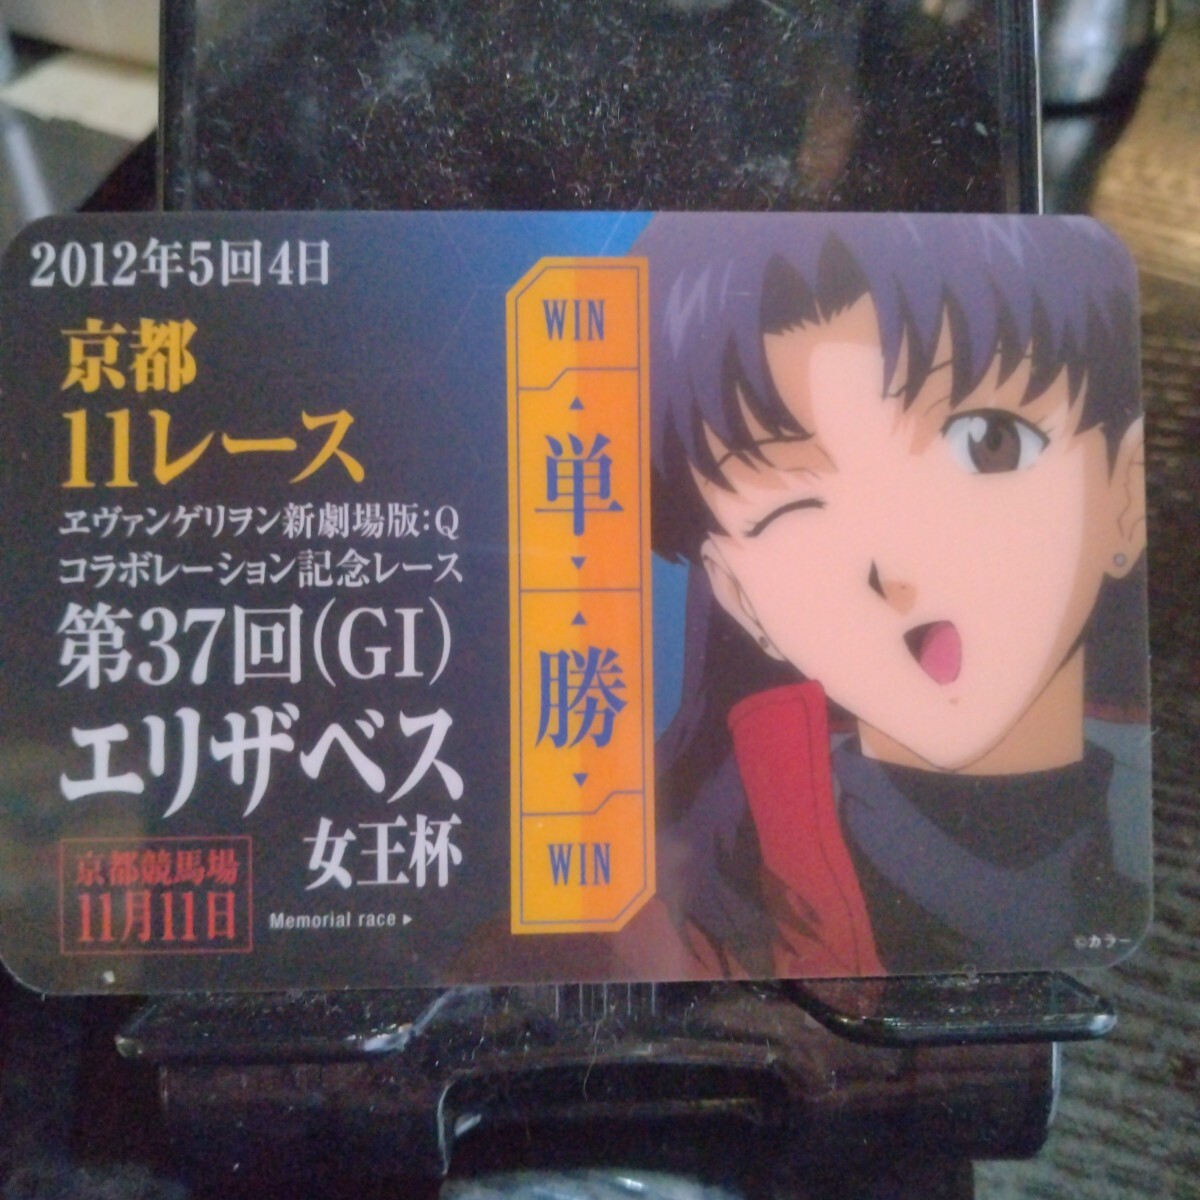 2012年5回4日
京都
11レース
ヱヴァンゲリヲン新劇場版:Q
コラボレーション記念レース
第37回(GI)
エリザベス
女王杯
京都競馬場
11月11日
Memorial race
WIN
単
勝
WIN
©カラー